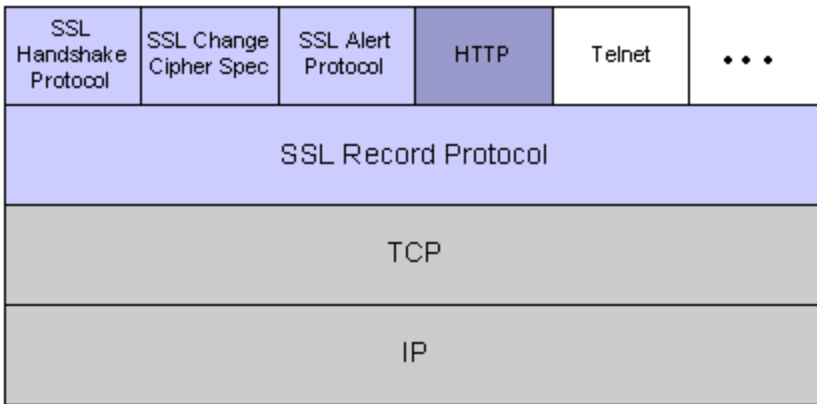 SSL
Handshake
Protocol
SSL Change
Cipher Spec
SSL Alert
Protocol
HTTP
Telnet
• • •
SSL Record Protocol
TCP
IP